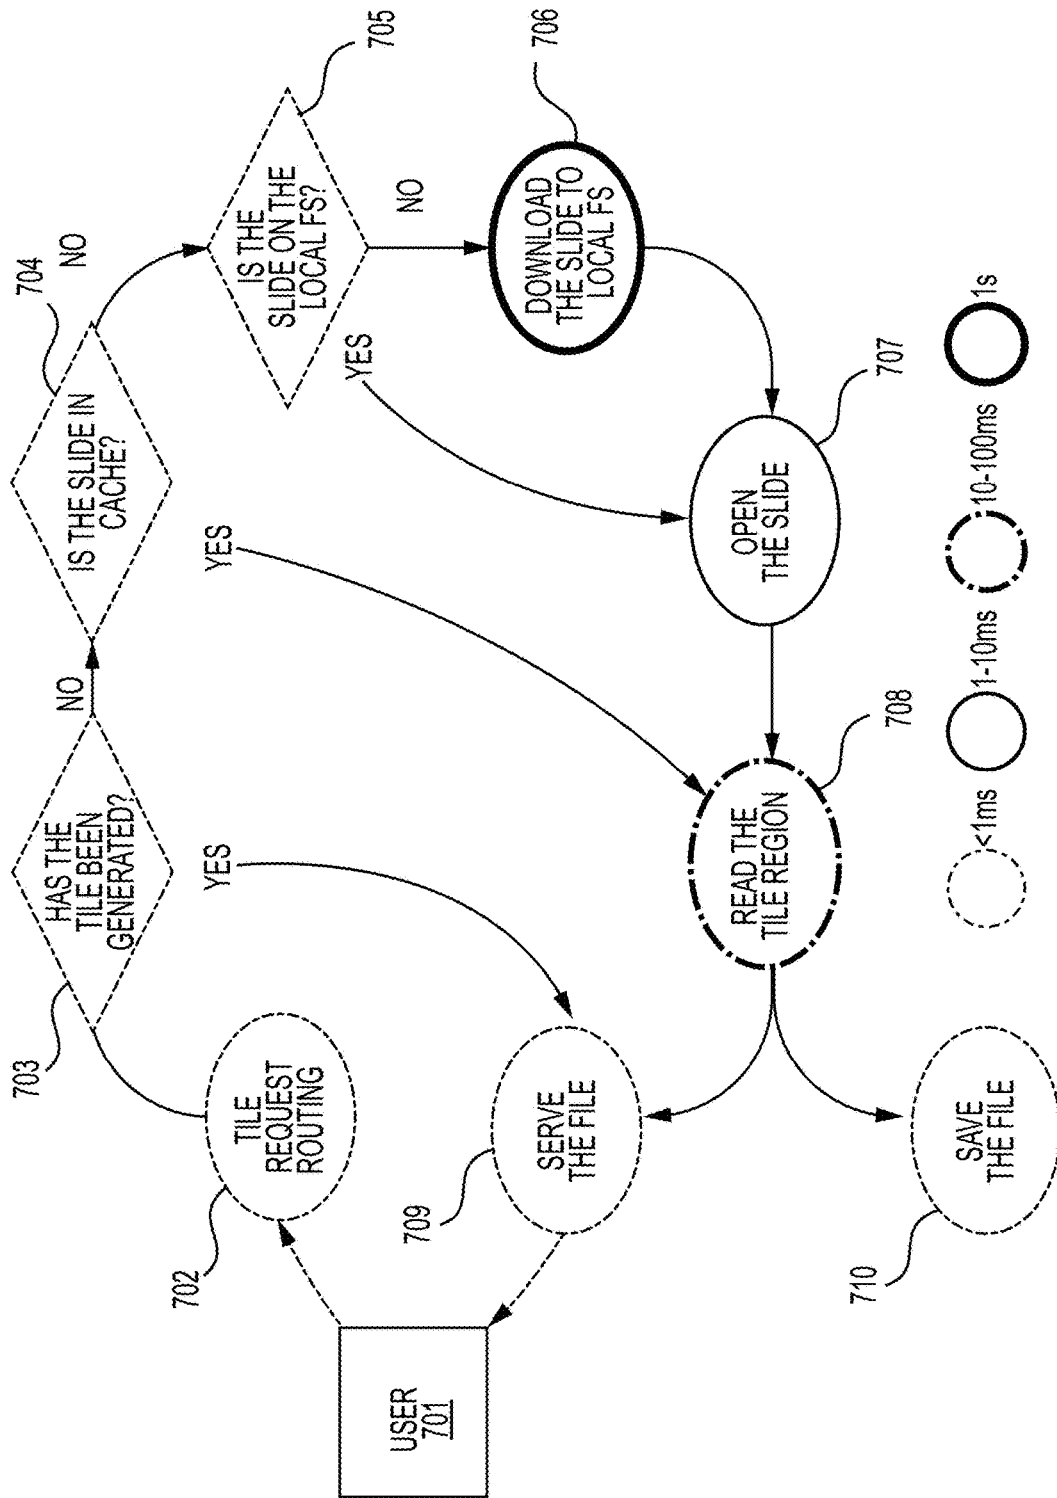 USER
701
702
TILE
REQUEST
ROUTING
703
HAS THE
TILE BEEN
GENERATED?
NO
YES
704
IS THE SLIDE IN
CACHE?
NO
YES
705
IS THE
SLIDE ON THE
LOCAL FS?
YES
NO
706
DOWNLOAD
THE SLIDE TO
LOCAL FS
707
OPEN
THE SLIDE
708
READ THE
TILE REGION
709
SERVE
THE FILE
710
SAVE
THE FILE
<1ms
1-10ms
10-100ms
1s